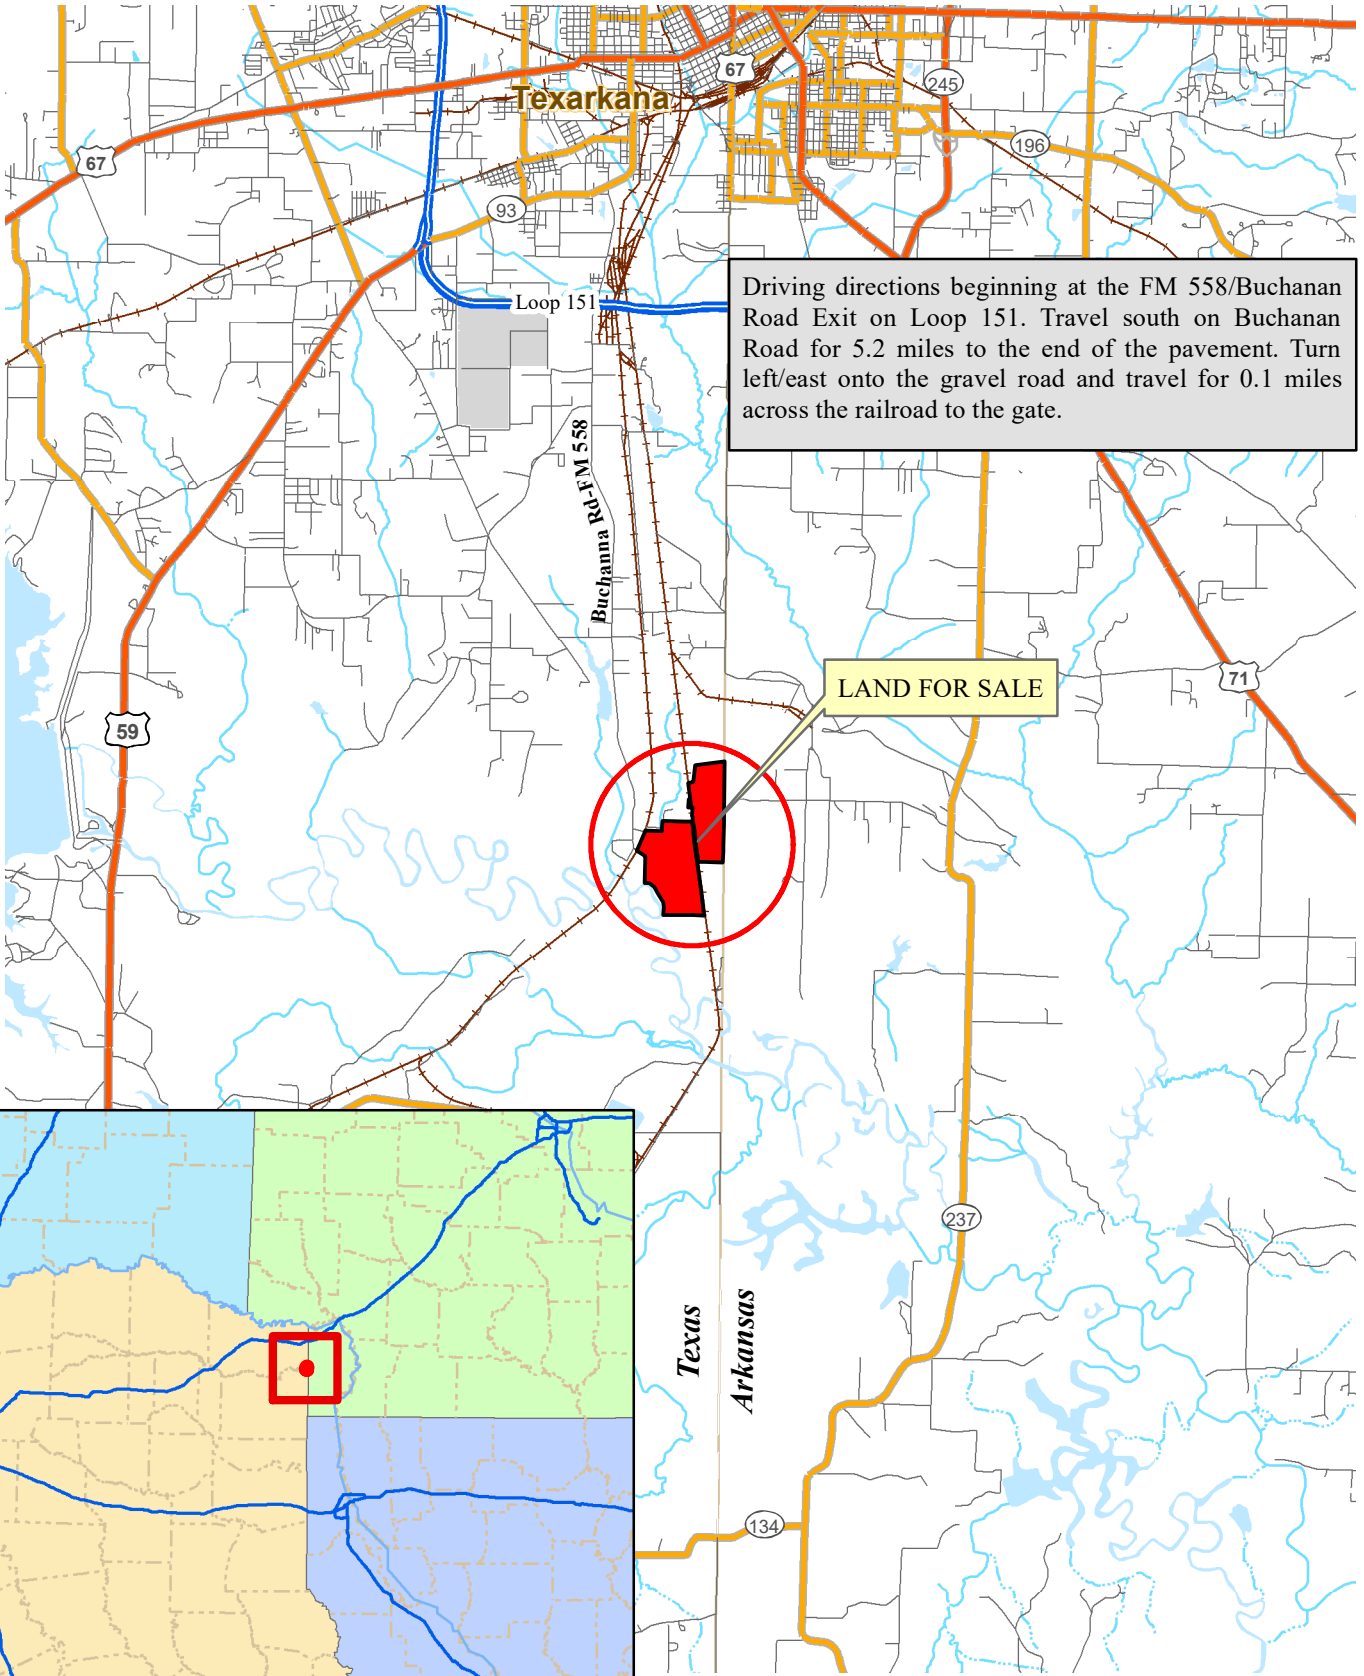 67
245
Texarkana
196
67
93
Driving directions beginning at the FM 558/Buchanan
Road Exit on Loop 151. Travel south on Buchanan
Road for 5.2 miles to the end of the pavement. Turn
left/east onto the gravel road and travel for 0.1 miles
across the railroad to the gate.
Loop 151
Buchanna Rd-FM 558
LAND FOR SALE
71
59
237
Texas
Arkansas
134